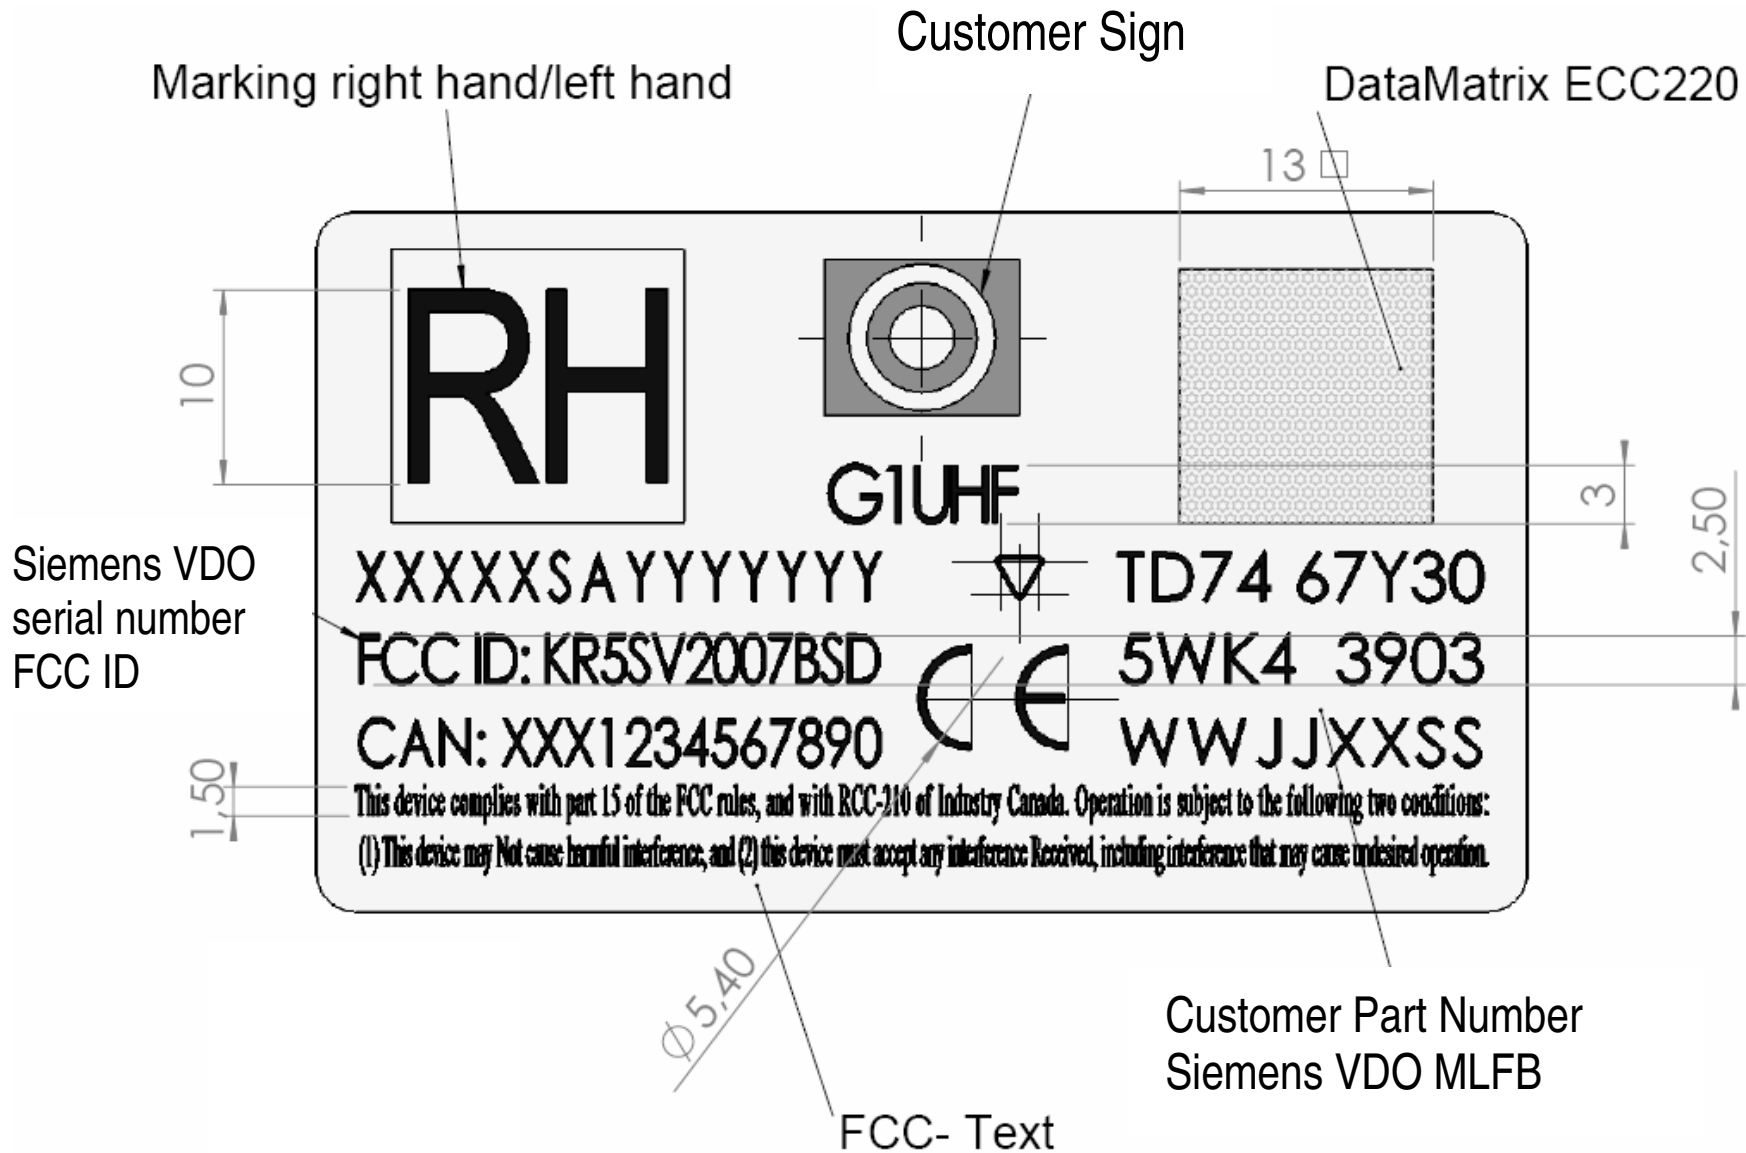 Customer Sign
Marking right hand/left hand
DataMatrix ECC220
13
RH
10
G1UHF
3
2,50
Siemens VDO
serial number
FCC ID
XXXXXSAYYYYYYY
TD74 67Y30
FCC ID: KR5SV2007BSD
CE
5WK4 3903
CAN: XXX1234567890
WWJJXXSS
1,50
This device complies with part 15 of the FCC rules, and with RCC-210 of Industry Canada. Operation is subject to the following two conditions:
(1) This device may Not cause harmful interference, and (2) this device must accept any interference Received, including interference that may cause undesired operation.
Ø5,40
Customer Part Number
Siemens VDO MLFB
FCC- Text